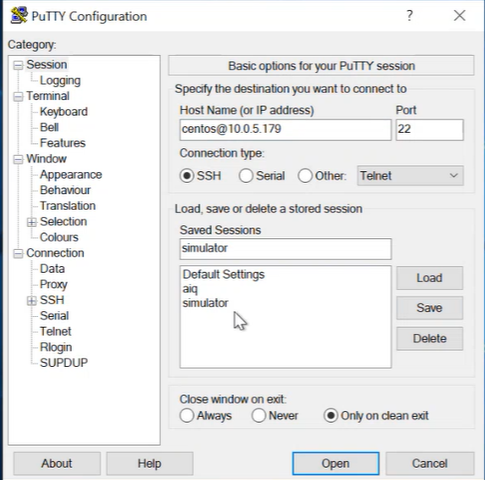 PuTTY Configuration
?
Category:
Session
Logging
Terminal
Keyboard
Bell
Features
Window
Appearance
Behaviour
Translation
Selection
Colours
Connection
Data
Proxy
SSH
Serial
Telnet
Rlogin
SUPDUP
Basic options for your PuTTY session
Specify the destination you want to connect to
Host Name (or IP address) Port
centos@10.0.5.179 22
Connection type:
SSH Serial Other: Telnet
Load, save or delete a stored session
Saved Sessions
simulator
Default Settings
aiq
simulator
Load
Save
Delete
Close window on exit:
Always Never Only on clean exit
About Help Open Cancel